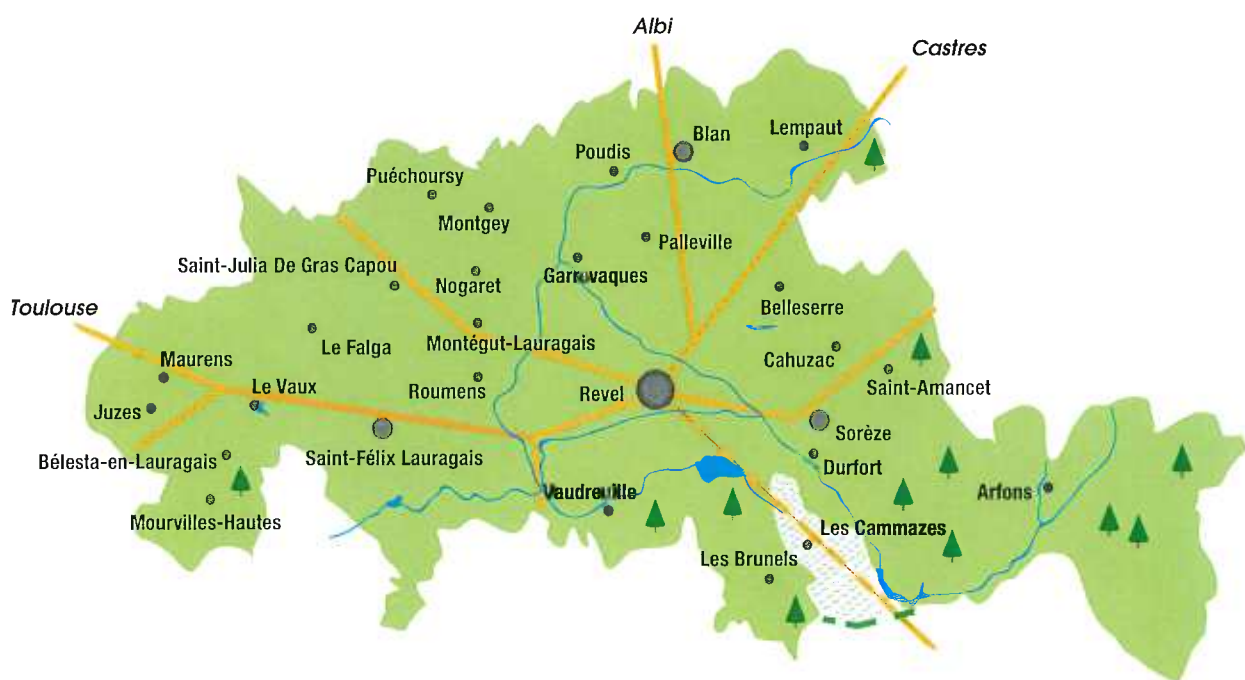 Albi
Castres
Blan
Lempaut
Poudis
Puéchoursy
Montgey
Palleville
Saint-Julia De Gras Capou
Nogaret
Garrevaques
Belleserre
Toulouse
Le Falga
Montégut-Lauragais
Cahuzac
Maurens
Saint-Amancet
Le Vaux
Roumens
Revel
Juzes
Sorèze
Saint-Félix Lauragais
Bélesta-en-Lauragais
Durfort
Vaudreuille
Arfons
Mourvilles-Hautes
Les Cammazes
Les Brunels